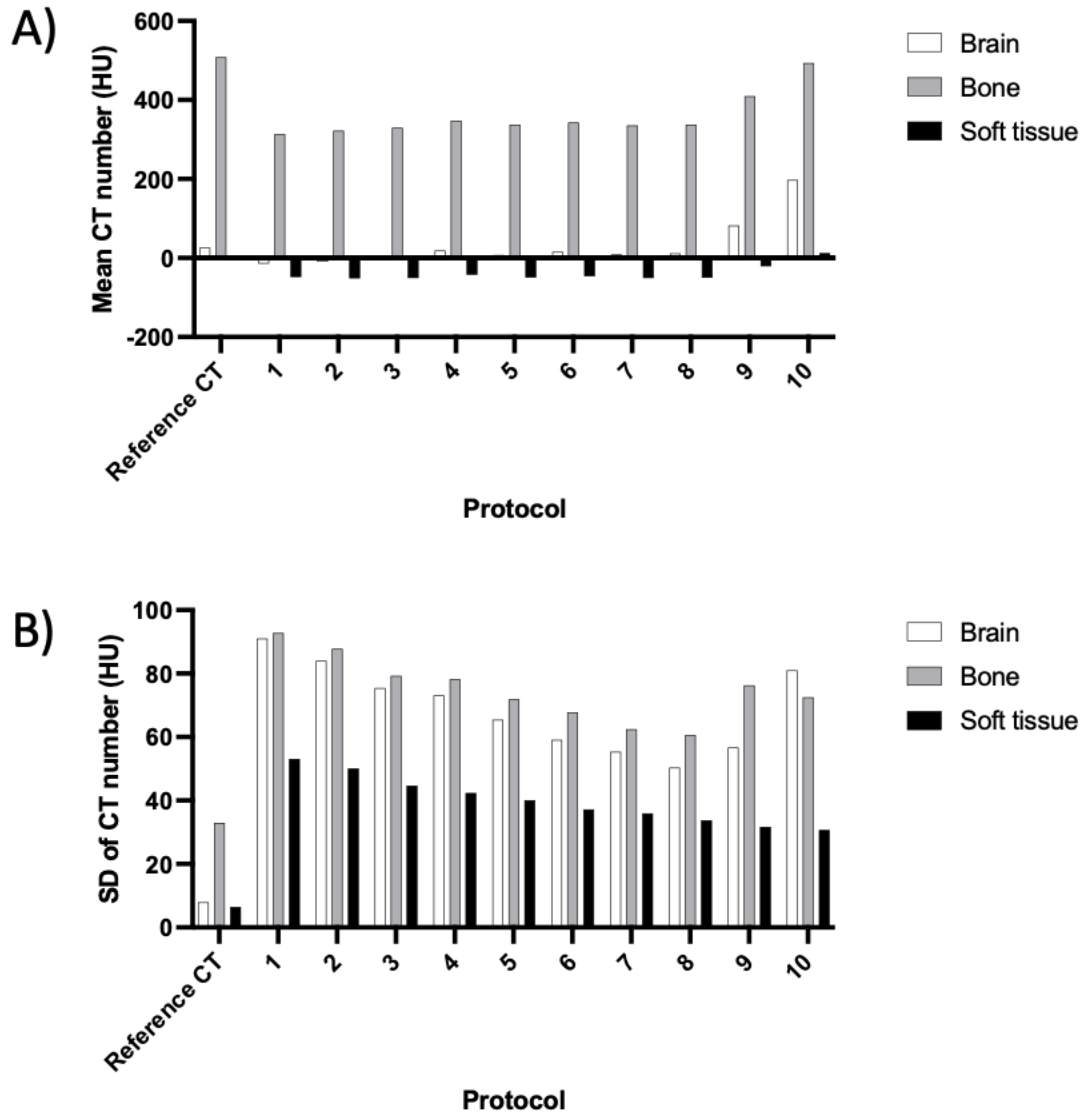 A)
Mean CT number (HU)
600
400
200
0
-200
Reference CT
1
2
3
4
5
6
7
8
9
10
Protocol
Brain
Bone
Soft tissue
B)
SD of CT number (HU)
100
80
60
40
20
0
Reference CT
1
2
3
4
5
6
7
8
9
10
Protocol
Brain
Bone
Soft tissue